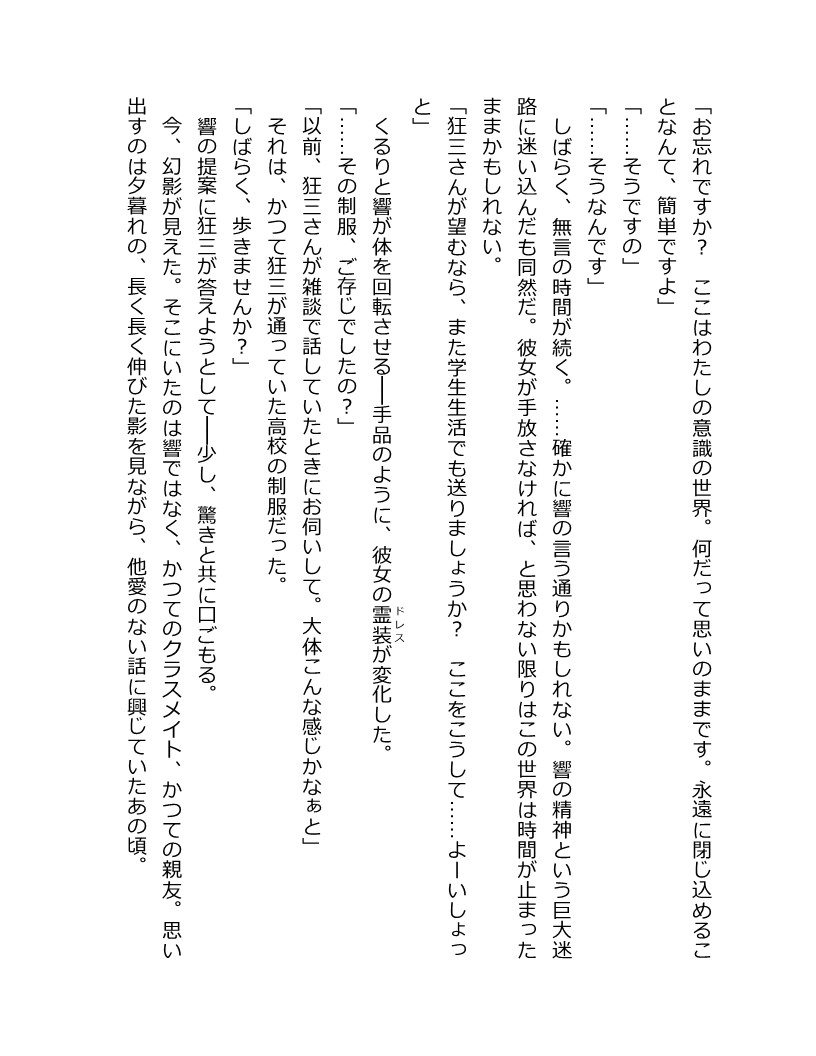 「お忘れですか？　ここはわたしの意識の世界。何だって思いのままです。永遠に閉じ込めるこ
となんて、簡単ですよ」
「……そうですの」
「……そうなんです」
　しばらく、無言の時間が続く。……確かに響の言う通りかもしれない。響の精神という巨大迷
路に迷い込んだも同然だ。彼女が手放さなければ、と思わない限りはこの世界は時間が止まった
ままかもしれない。
「狂三さんが望むなら、また学生生活でも送りましょうか？　ここをこうして……よーいしょっ
と」
　くるりと響が体を回転させる──手品のように、彼女の霊装ドレスが変化した。
「……その制服、ご存じでしたの？」
「以前、狂三さんが雑談で話していたときにお伺いして。大体こんな感じかなぁと」
　それは、かつて狂三が通っていた高校の制服だった。
「しばらく、歩きませんか？」
　響の提案に狂三が答えようとして──少し、驚きと共に口ごもる。
　今、幻影が見えた。そこにいたのは響ではなく、かつてのクラスメイト、かつての親友。思い
出すのは夕暮れの、長く長く伸びた影を見ながら、他愛のない話に興じていたあの頃。